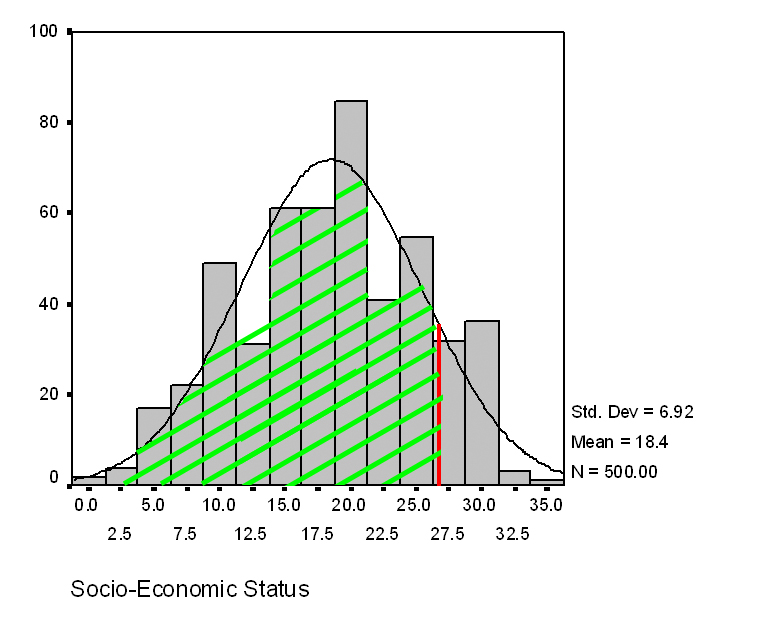 100
80
60
40
20
0
0.0 5.0 10.0 15.0 20.0 25.0 30.0 35.0
2.5 7.5 12.5 17.5 22.5 27.5 32.5
Std. Dev = 6.92
Mean = 18.4
N = 500.00
Socio-Economic Status